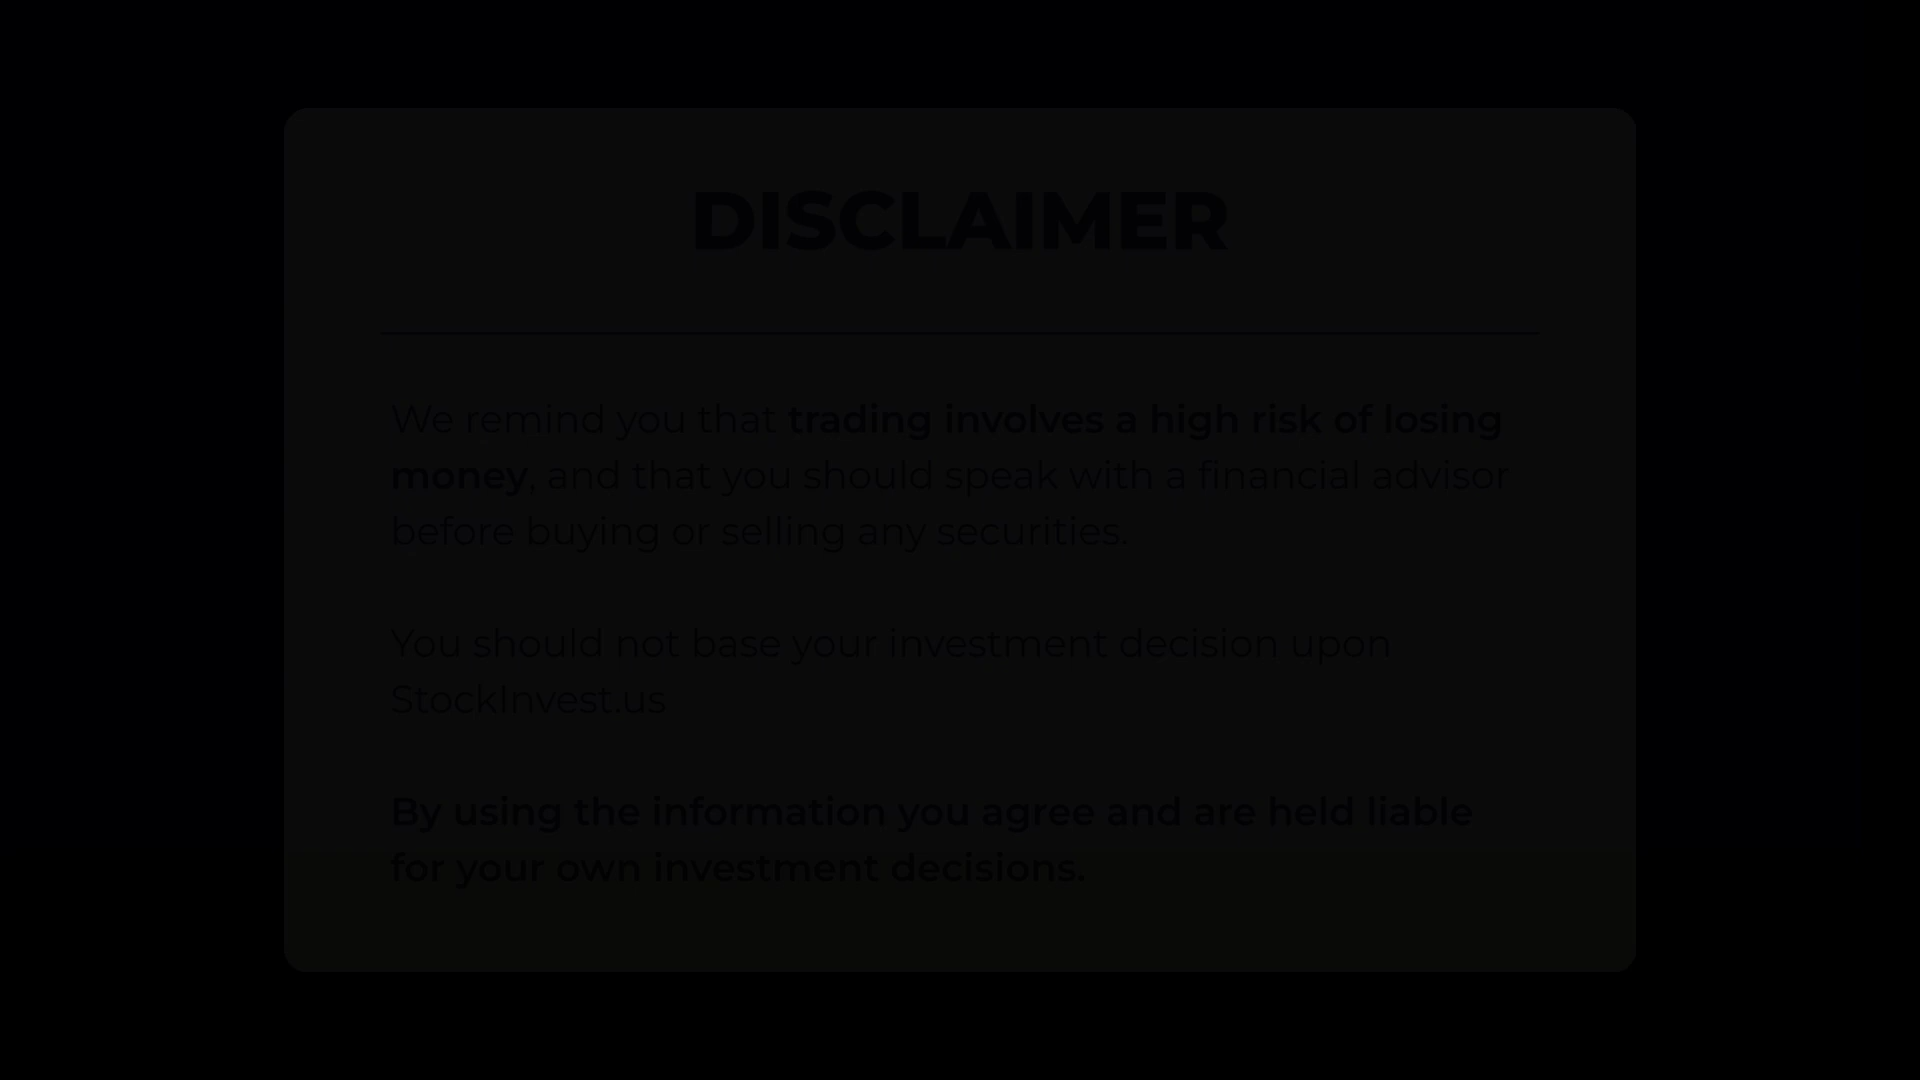 DISCLAIMER
We remind you that trading involves a high risk of losing
money, and that you should speak with a financial advisor
before buying or selling any securities.
You should not base your investment decision upon
StockInvest.us
By using the information you agree and are held liable
for your own investment decisions.